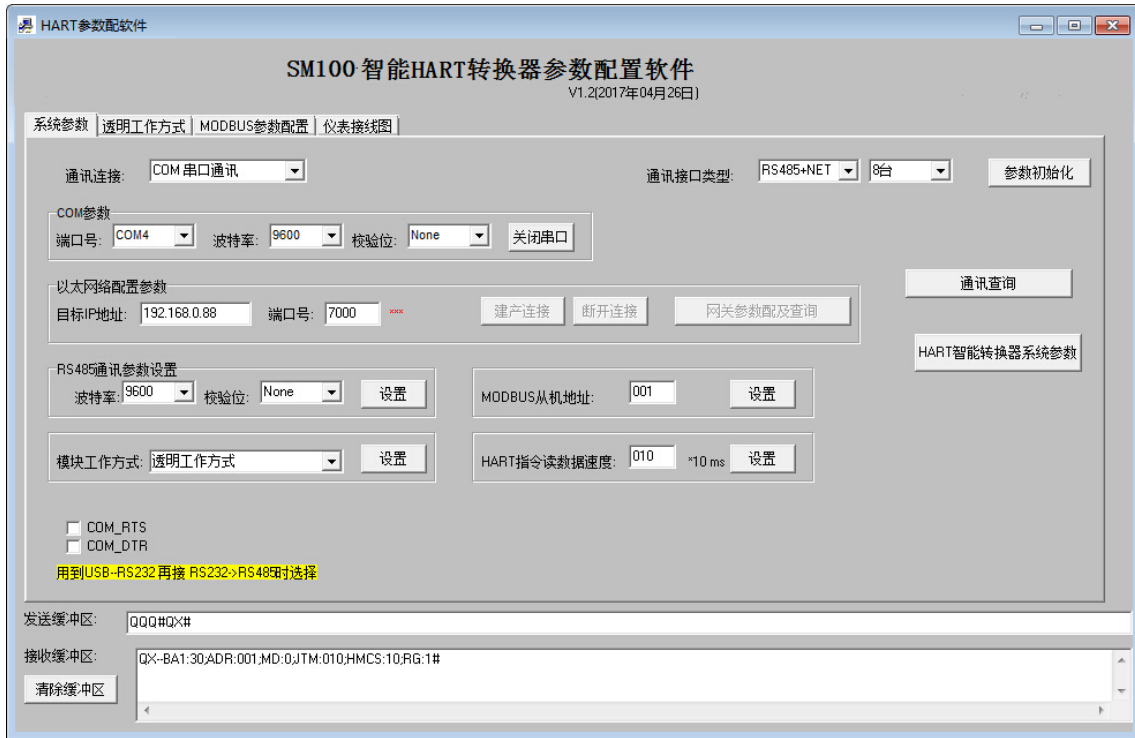 HART参数配软件
SM100 智能HART转换器参数配置软件
V1.2(2017年04月26日)
系统参数 透明工作方式 MODBUS参数配置 仪表接线图
通讯连接: COM 串口通讯 通讯接口类型: RS485+NET 8台 参数初始化
COM参数
端口号: COM4 波特率: 9600 校验位: None 关闭串口
以太网络配置参数
目标IP地址: 192.168.0.88 端口号: 7000 *** 建产连接 断开连接 网关参数配及查询
通讯查询
HART智能转换器系统参数
RS485通讯参数设置
波特率: 9600 校验位: None 设置 MODBUS从机地址: 001 设置
模块工作方式: 透明工作方式 设置 HART指令读数据速度: 010 *10 ms 设置
COM_RTS
COM_DTR
用到USB--RS232 再接 RS232->RS485时选择
发送缓冲区: QQQ#QX#
接收缓冲区: QX--BA1:30;ADR:001;MD:0;JTM:010;HMCS:10;RG:1#
清除缓冲区